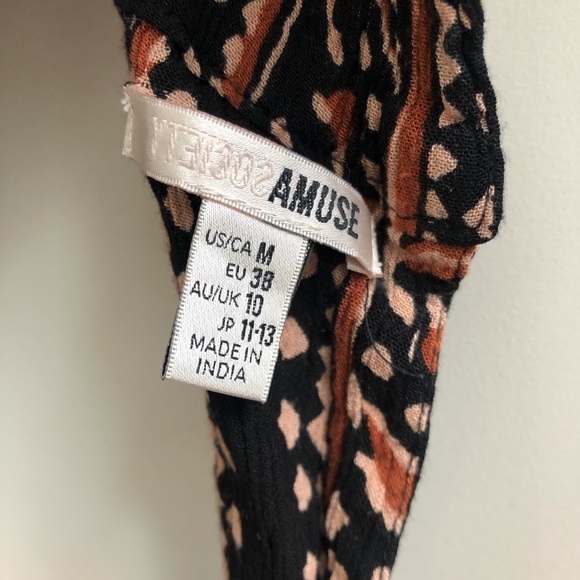 AMUSE SOCIETY
US/CA M
EU 38
AU/UK 10
JP 11-13
MADE IN
INDIA